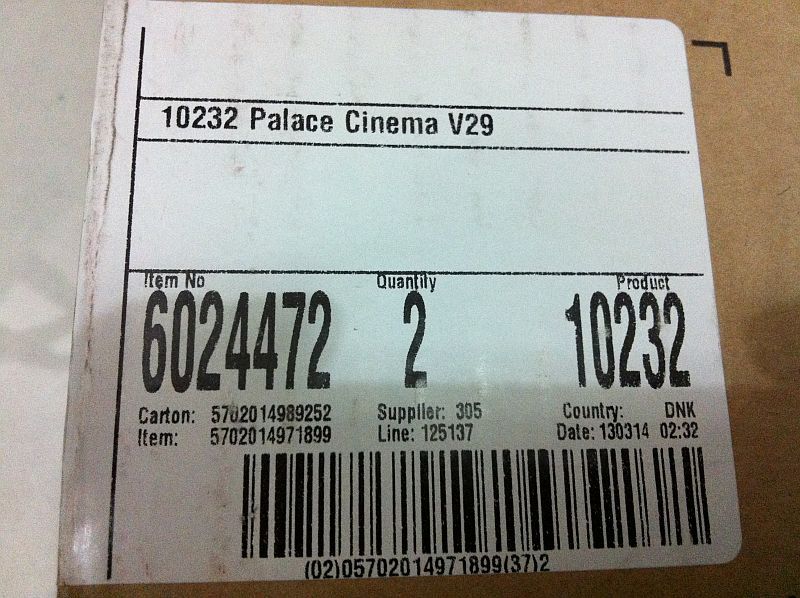 10232 Palace Cinema V29
Item No Quantity Product
6024472 2 10232
Carton: 5702014989252 Supplier: 305 Country: DNK
Item: 5702014971899 Line: 125137 Date: 130314 02:32
(02)05702014971899(37)2